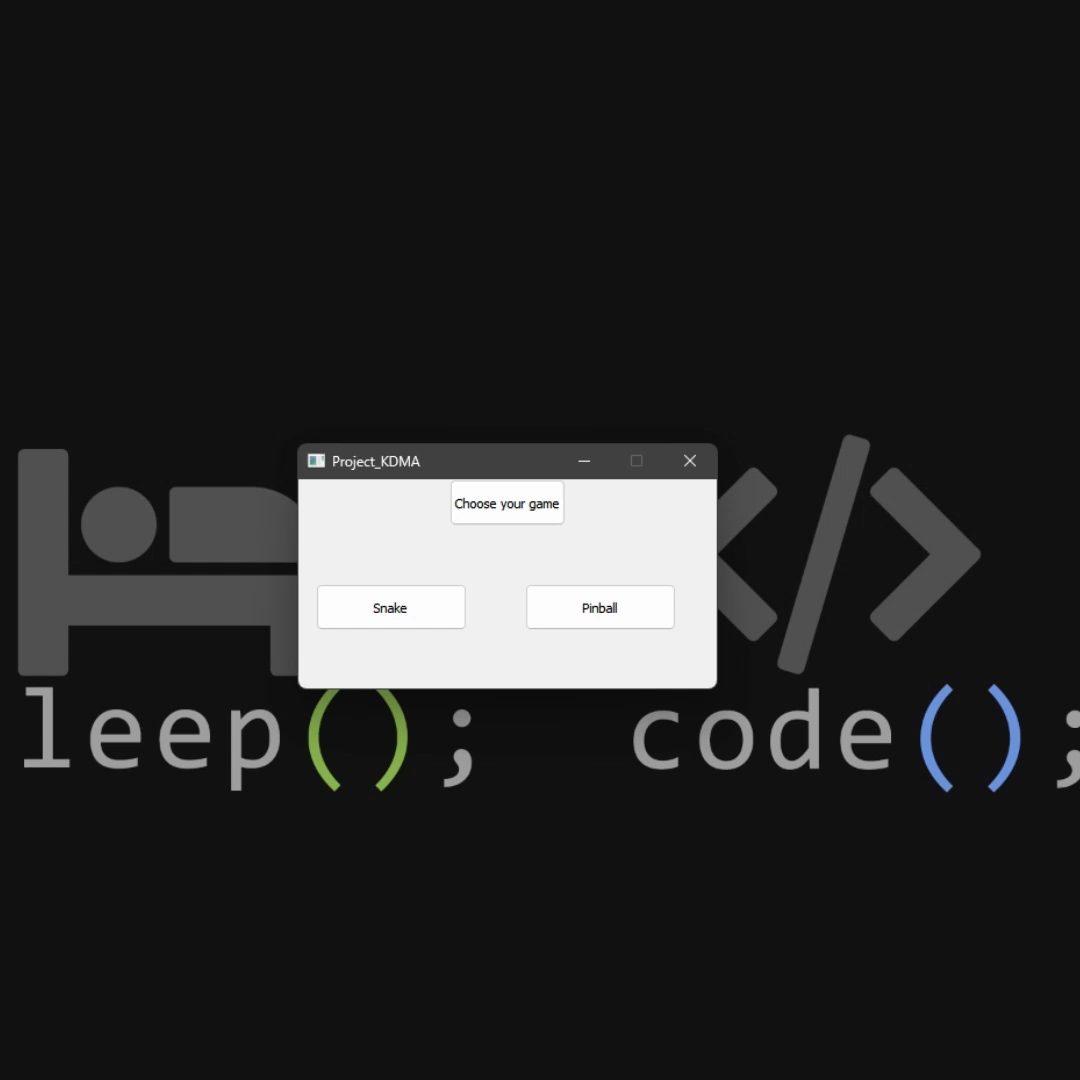 Project_KDMA
Choose your game
Snake Pinball
leep(); code();